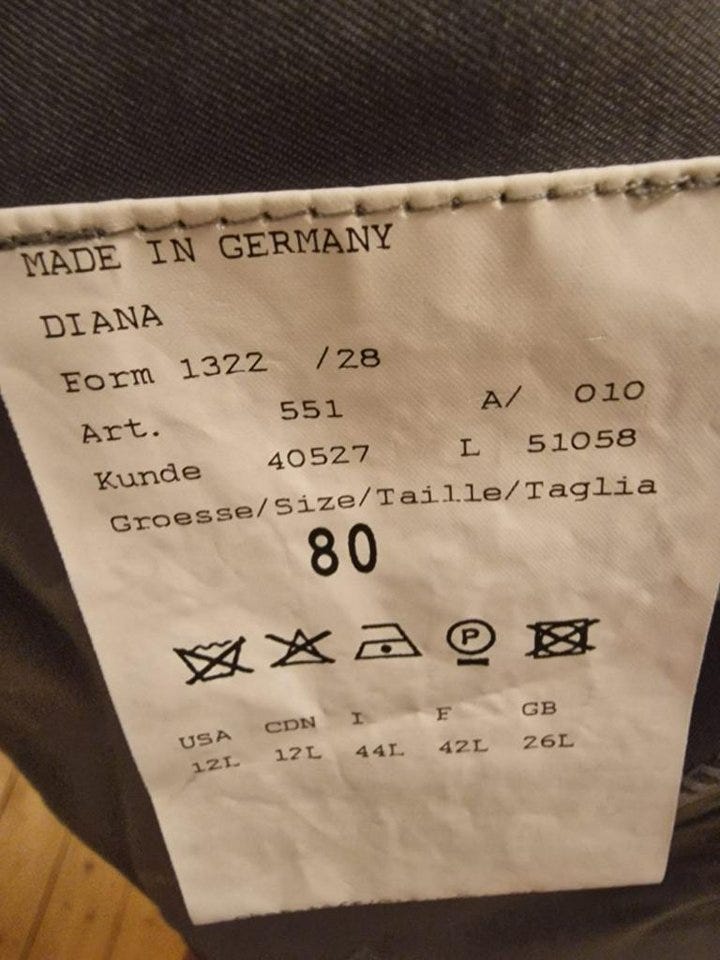 MADE IN GERMANY
DIANA
Form 1322 /28
Art. 551 A/ 010
Kunde 40527 L 51058
Groesse/Size/Taille/Taglia
80
P
USA CDN I F GB
12L 12L 44L 42L 26L